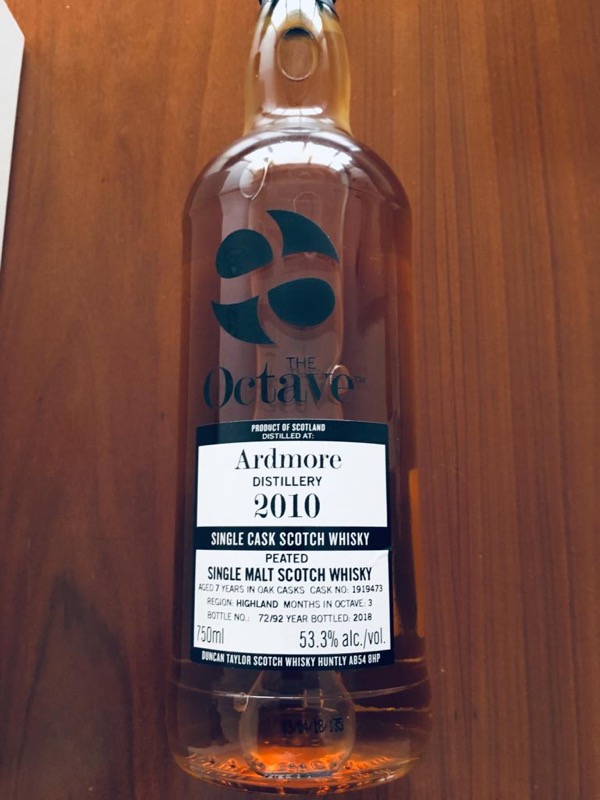 THE
Octave™
PRODUCT OF SCOTLAND
DISTILLED AT:
Ardmore
DISTILLERY
2010
SINGLE CASK SCOTCH WHISKY
PEATED
SINGLE MALT SCOTCH WHISKY
AGED 7 YEARS IN OAK CASKS CASK NO: 1919473
REGION: HIGHLAND MONTHS IN OCTAVE: 3
BOTTLE NO.: 72/92 YEAR BOTTLED: 2018
750ml 53.3% alc./vol.
DUNCAN TAYLOR SCOTCH WHISKY HUNTLY AB54 8HP